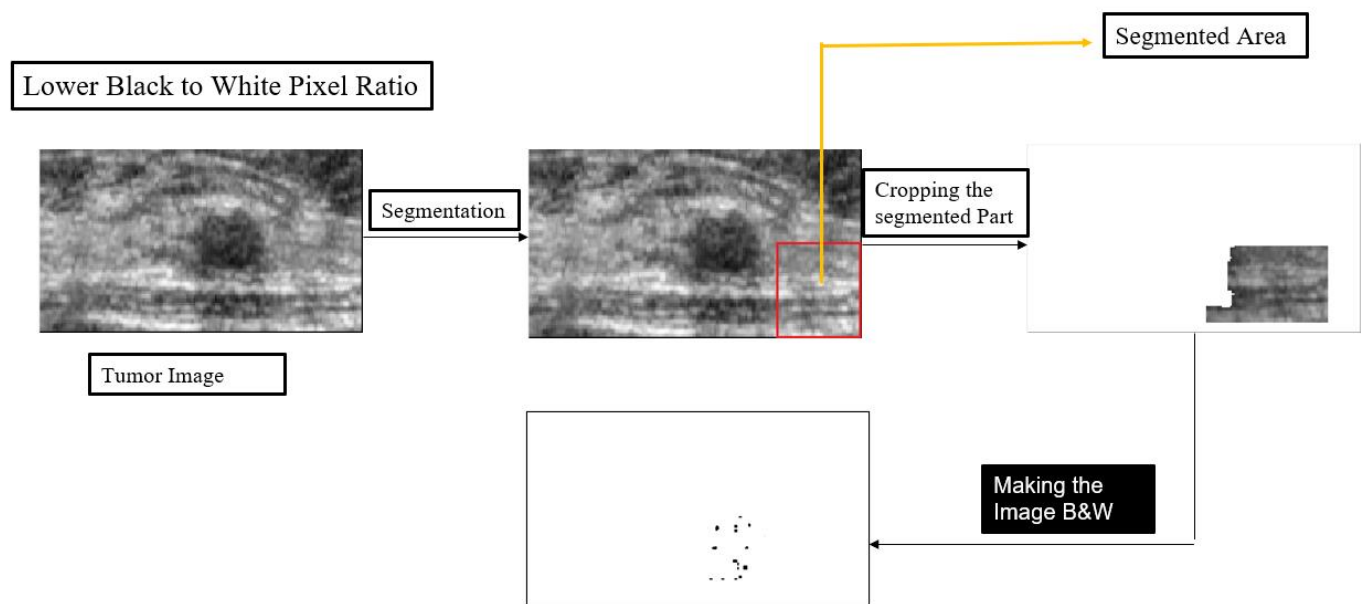 Segmented Area
Lower Black to White Pixel Ratio
Segmentation
Cropping the
segmented Part
Tumor Image
Making the
Image B&W